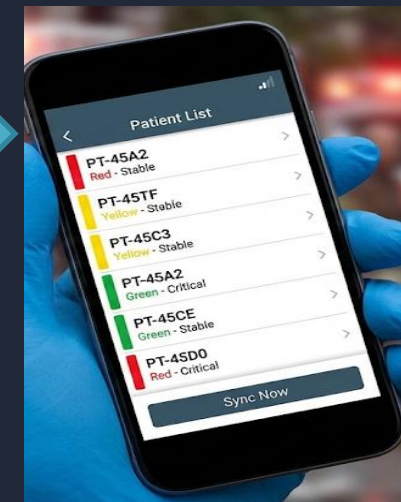 Patient List
PT-45A2
Red - Stable
PT-45TF
Yellow - Stable
PT-45C3
Yellow - Stable
PT-45A2
Green - Critical
PT-45CE
Green - Stable
PT-4SD0
Red - Critical
Sync Now